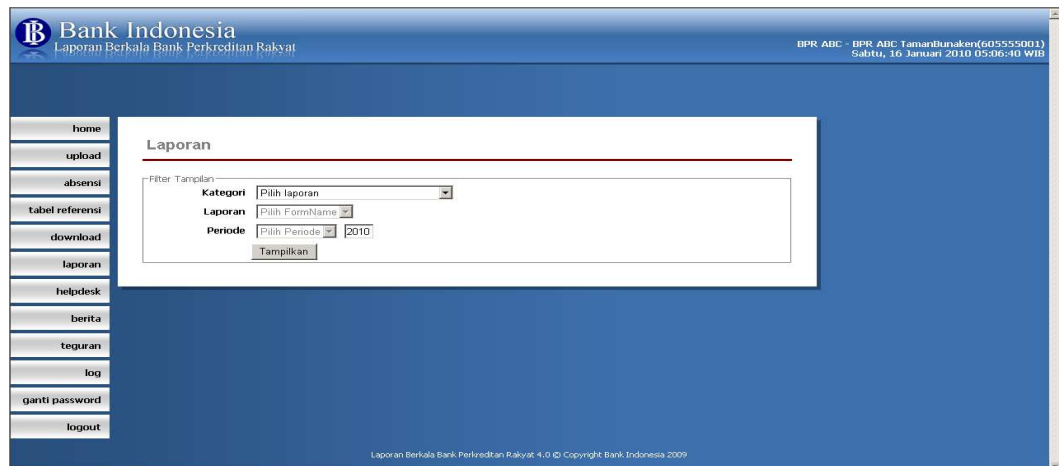 Bank Indonesia
Laporan Berkala Bank Perkreditan Rakyat
BPR ABC - BPR ABC TamanBunaken(605555001)
Sabtu, 16 Januari 2010 05:06:40 WIB
home
upload
absensi
tabel referensi
download
laporan
helpdesk
berita
teguran
log
ganti password
logout
Laporan
Filter Tampilan
Kategori Pilih laporan
Laporan Pilih FormName
Periode Pilih Periode 2010
Tampilkan
Laporan Berkala Bank Perkreditan Rakyat 4.0 © Copyright Bank Indonesia 2009